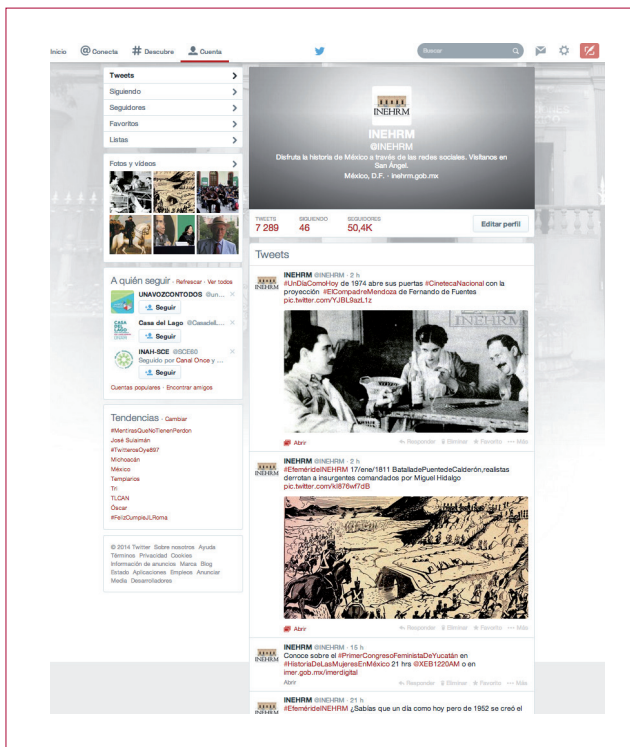 Inicio @ Conecta # Descubre Cuenta Buscar
Tweets
Siguiendo
Seguidores
Favoritos
Listas
Fotos y vídeos
A quién seguir · Refrescar · Ver todos
UNAVOZCONTODOS @un...
Seguir
Casa del Lago @CasadelL...
Seguir
INAH-SCE @SCE60
Seguido por Canal Once y ...
Seguir
Cuentas populares · Encontrar amigos
Tendencias · Cambiar
#MentirasQueNoTienenPerdon
José Sulaimán
#TwitterosOye897
Michoacán
México
Templarios
Tri
TLCAN
Óscar
#FelizCumpleJLRoma
© 2014 Twitter Sobre nosotros Ayuda
Términos Privacidad Cookies
Información de anuncios Marca Blog
Estado Aplicaciones Empleos Anunciar
Media Desarrolladores
INEHRM
INEHRM
@INEHRM
Disfruta la historia de México a través de las redes sociales. Visítanos en
San Ángel.
México, D.F. · inehrm.gob.mx
TWEETS SIGUIENDO SEGUIDORES
7 289 46 50,4K
Editar perfil
Tweets
INEHRM @INEHRM · 2 h
#UnDíaComoHoy de 1974 abre sus puertas #CinetecaNacional con la
proyección #ElCompadreMendoza de Fernando de Fuentes
pic.twitter.com/YJBL9azL1z
INEHRM
Abrir Responder Eliminar Favorito Más
INEHRM @INEHRM · 2 h
#EfemérideINEHRM 17/ene/1811 BatalladePuentedeCalderón,realistas
derrotan a insurgentes comandados por Miguel Hidalgo
pic.twitter.com/kl876wf7dB
Abrir Responder Eliminar Favorito Más
INEHRM @INEHRM · 15 h
Conoce sobre el #PrimerCongresoFeministaDeYucatán en
#HistoriaDeLasMujeresEnMéxico 21 hrs @XEB1220AM o en
imer.gob.mx/imerdigital
Abrir Responder Eliminar Favorito Más
INEHRM @INEHRM · 21 h
#EfemérideINEHRM ¿Sabías que un día como hoy pero de 1952 se creó el